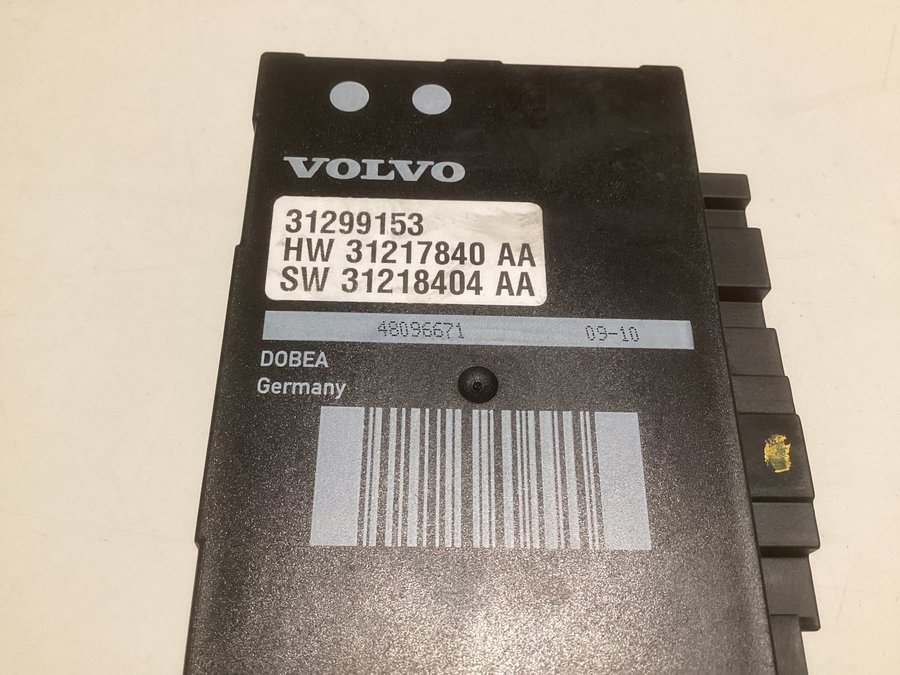 VOLVO
31299153
HW 31217840 AA
SW 31218404 AA
48096671 09-10
DOBEA
Germany